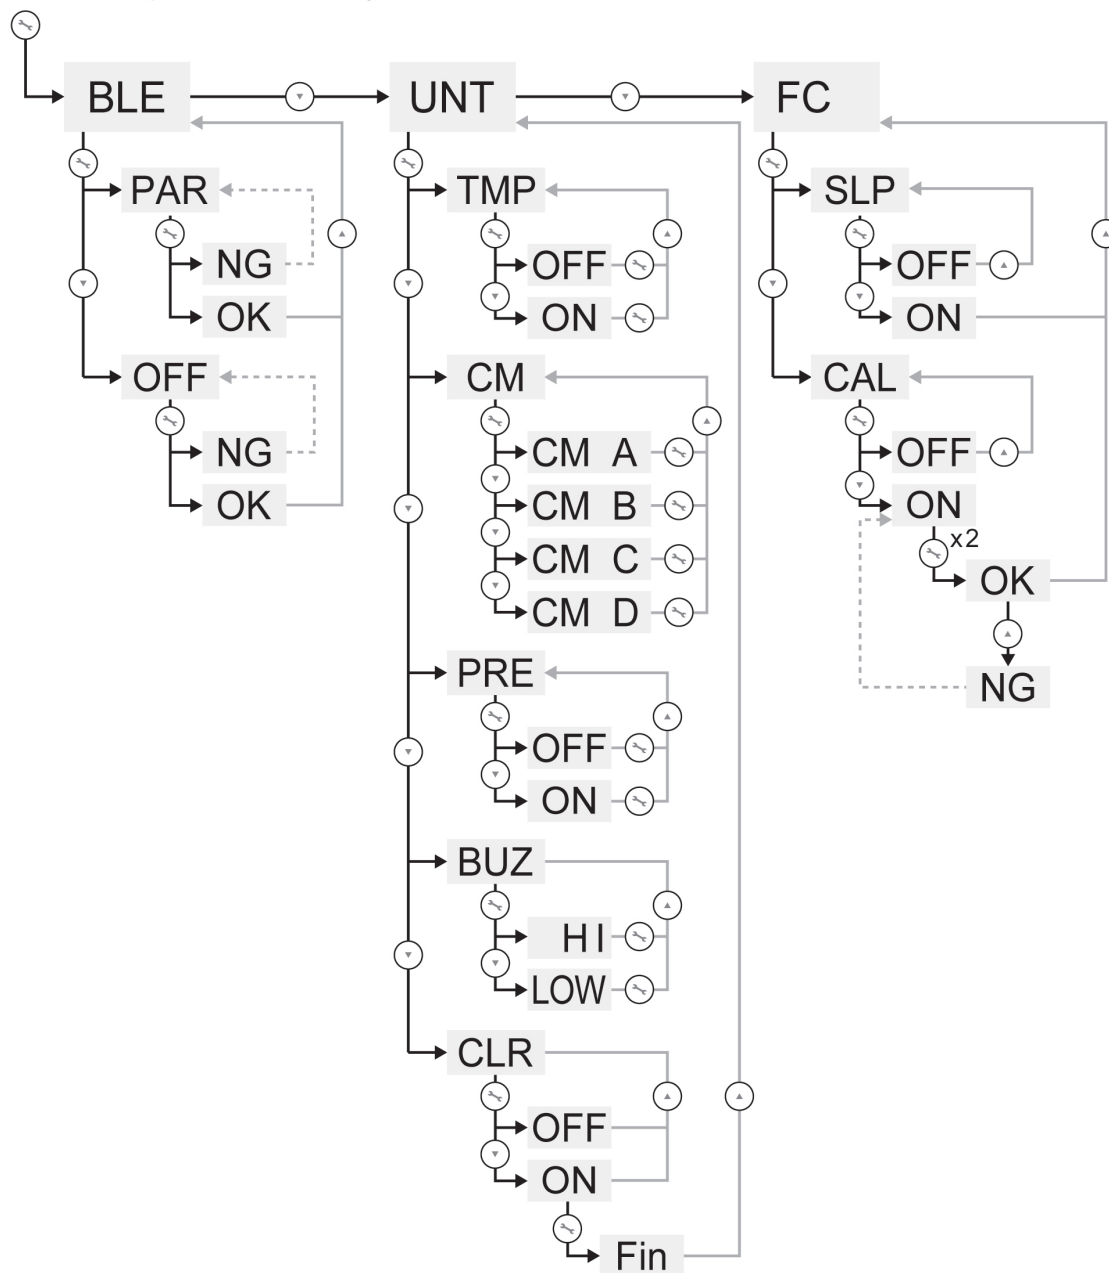 BLE
UNT
FC
PAR
NG
OK
OFF
NG
OK
TMP
OFF
ON
CM
CM A
CM B
CM C
CM D
PRE
OFF
ON
BUZ
HI
LOW
CLR
OFF
ON
Fin
SLP
OFF
ON
CAL
OFF
ON
x2
OK
NG